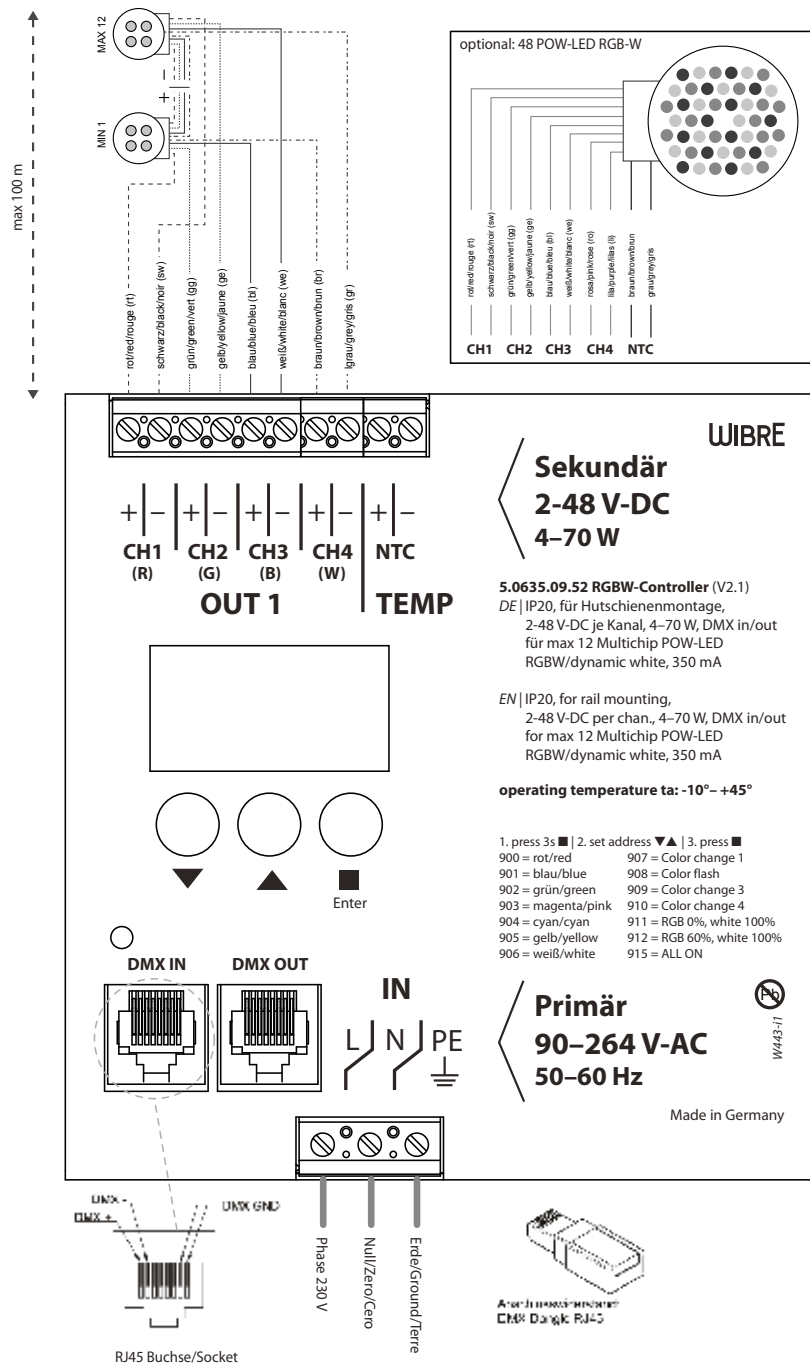 MAX 12
MIN 1
max 100 m
+
−
rot/red/rouge (rt)
schwarz/black/noir (sw)
grün/green/vert (gg)
gelb/yellow/jaune (ge)
blau/blue/bleu (bl)
weiß/white/blanc (we)
braun/brown/brun (br)
lgrau/grey/gris (gr)
optional: 48 POW-LED RGB-W
rot/red/rouge (rt)
schwarz/black/noir (sw)
grün/green/vert (gg)
gelb/yellow/jaune (ge)
blau/blue/bleu (bl)
weiß/white/blanc (we)
rosa/pink/rose (ro)
lila/purple/lilas (li)
braun/brown/brun
grau/grey/gris
CH1 CH2 CH3 CH4 NTC
WIBRE
Sekundär
2-48 V-DC
4–70 W
+ − + − + − + − + −
CH1 CH2 CH3 CH4 NTC
(R) (G) (B) (W)
OUT 1 TEMP
5.0635.09.52 RGBW-Controller (V2.1)
DE | IP20, für Hutschienenmontage,
2-48 V-DC je Kanal, 4–70 W, DMX in/out
für max 12 Multichip POW-LED
RGBW/dynamic white, 350 mA
EN | IP20, for rail mounting,
2-48 V-DC per chan., 4–70 W, DMX in/out
for max 12 Multichip POW-LED
RGBW/dynamic white, 350 mA
operating temperature ta: -10°– +45°
1. press 3s ■ | 2. set address ▼▲ | 3. press ■
900 = rot/red 907 = Color change 1
901 = blau/blue 908 = Color flash
902 = grün/green 909 = Color change 3
903 = magenta/pink 910 = Color change 4
904 = cyan/cyan 911 = RGB 0%, white 100%
905 = gelb/yellow 912 = RGB 60%, white 100%
906 = weiß/white 915 = ALL ON
Enter
DMX IN DMX OUT
IN
L N PE
Primär
90–264 V-AC
50–60 Hz
Pb
W443-I1
Made in Germany
DMX -
DMX +
DMX GND
RJ45 Buchse/Socket
Phase 230 V
Null/Zero/Cero
Erde/Ground/Terre
DMX Dongle RJ45